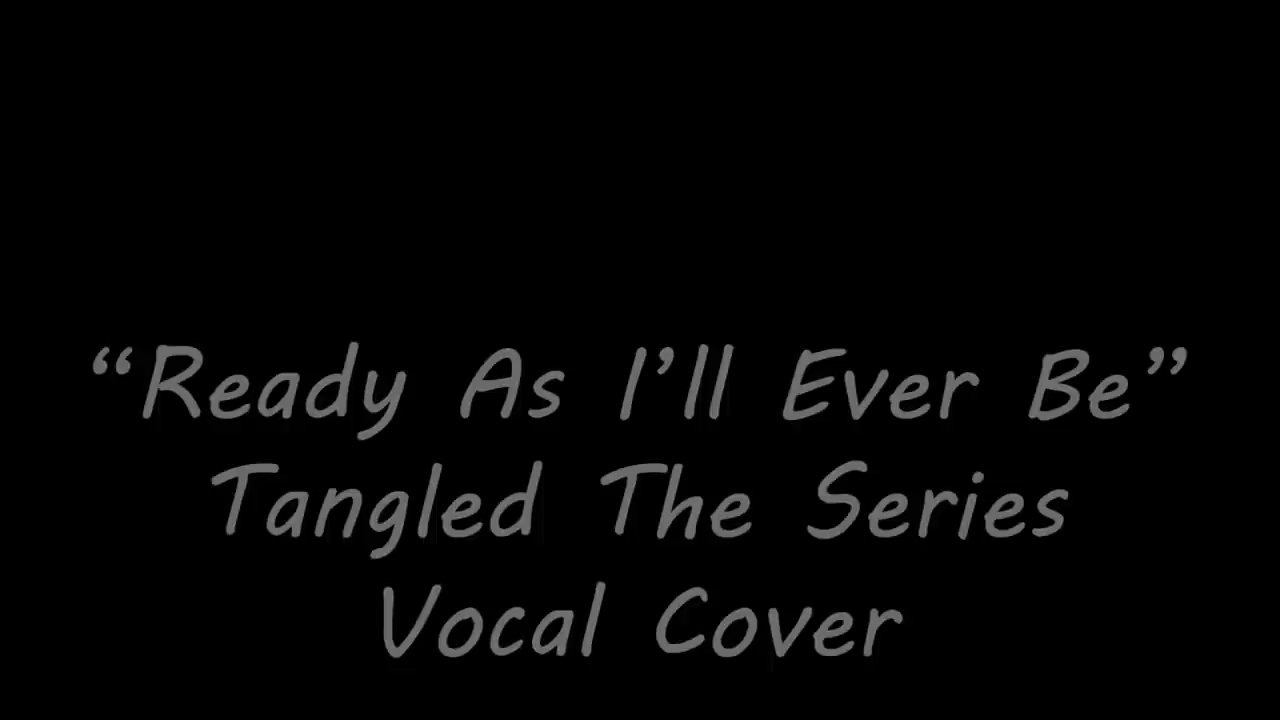 “Ready As I’ll Ever Be”
Tangled The Series
Vocal Cover